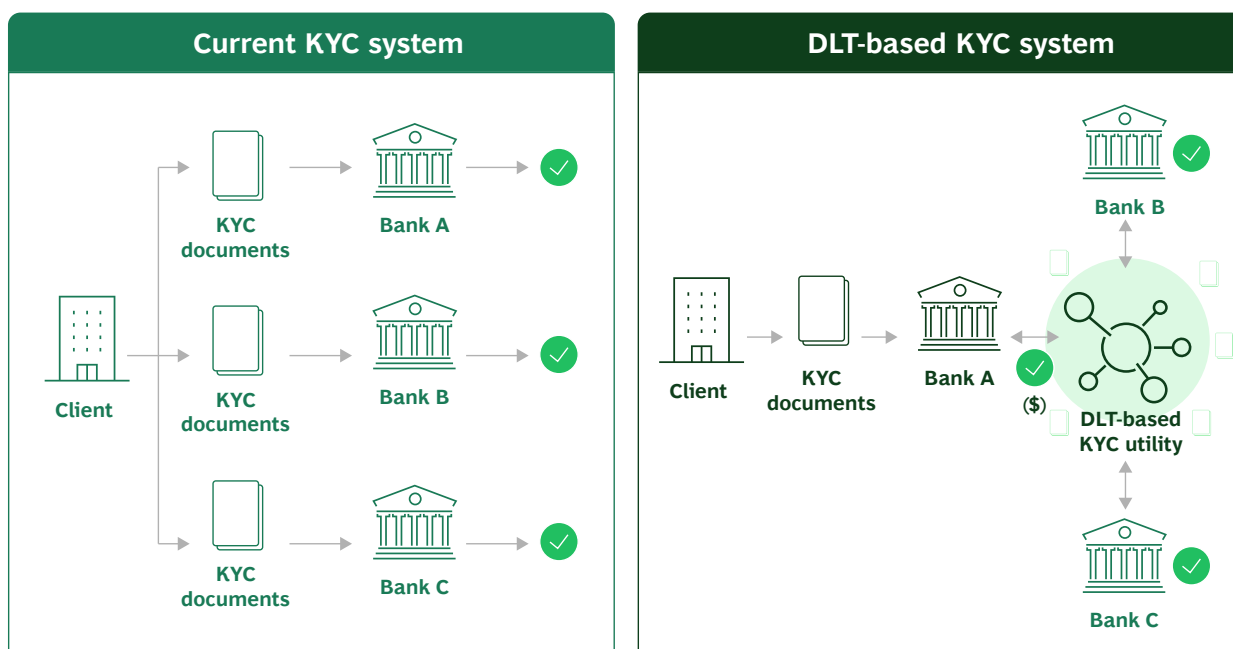 Current KYC system
KYC
documents
Bank A
Client
KYC
documents
Bank B
KYC
documents
Bank C
DLT-based KYC system
Bank B
Client
KYC
documents
Bank A
($)
DLT-based
KYC utility
Bank C